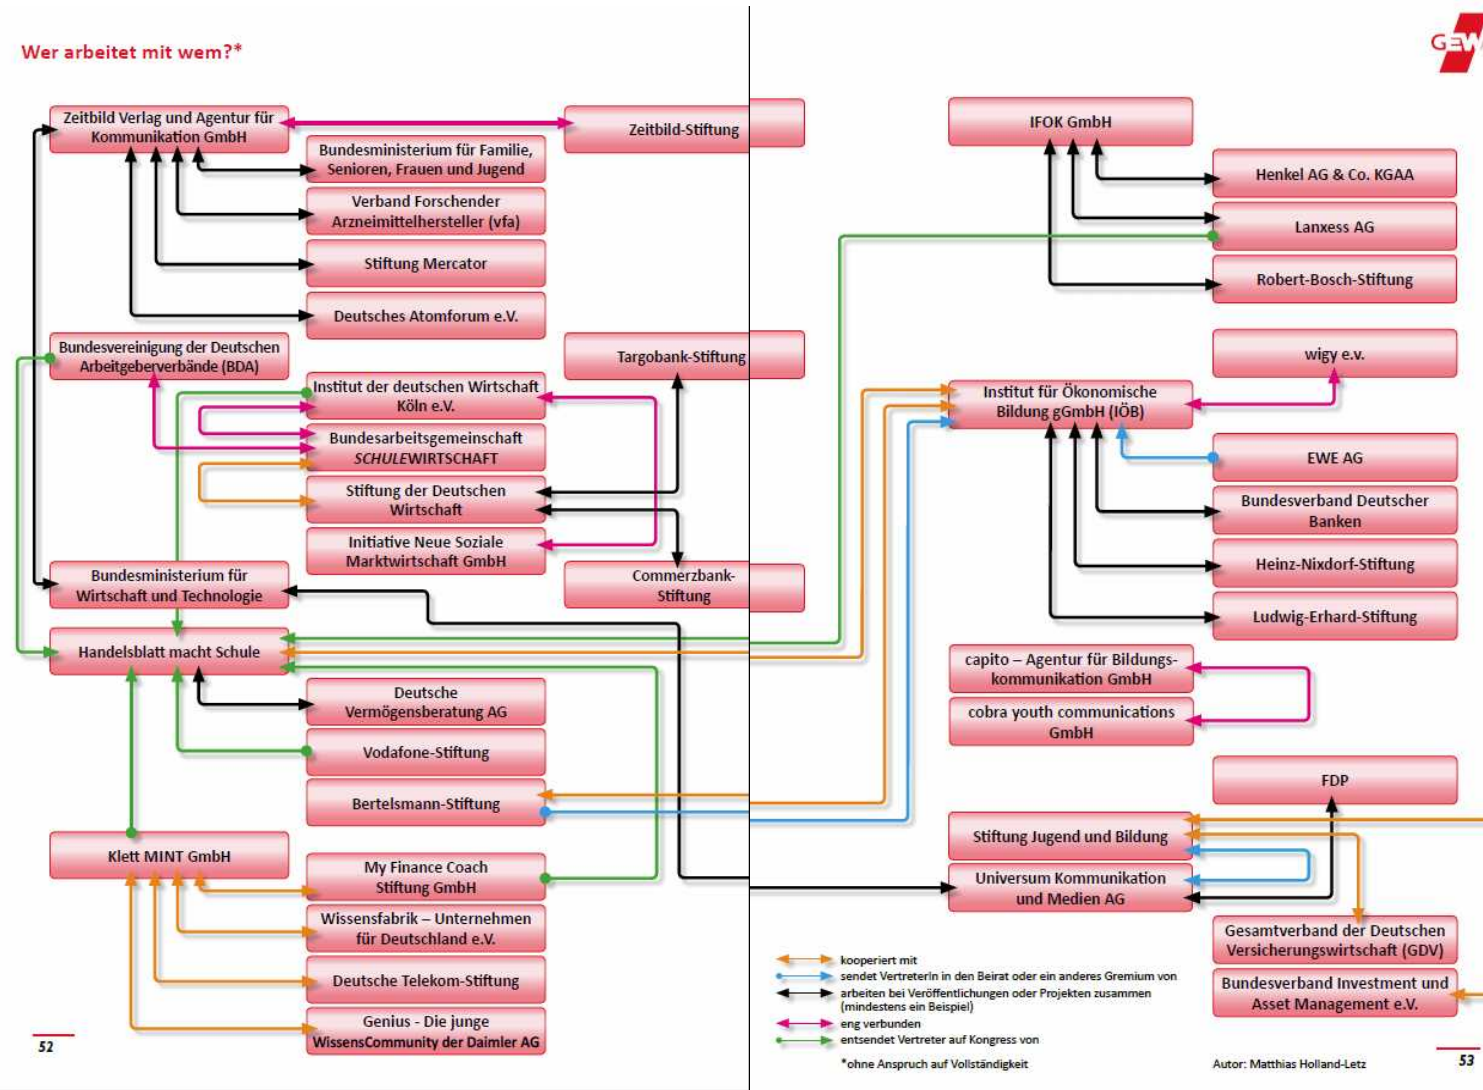 Wer arbeitet mit wem?*
Zeitbild Verlag und Agentur für
Kommunikation GmbH
Zeitbild-Stiftung
Bundesministerium für Familie,
Senioren, Frauen und Jugend
Verband Forschender
Arzneimittelhersteller (vfa)
Stiftung Mercator
Deutsches Atomforum e.V.
Bundesvereinigung der Deutschen
Arbeitgeberverbände (BDA)
Targobank-Stiftung
Institut der deutschen Wirtschaft
Köln e.V.
Bundesarbeitsgemeinschaft
SCHULEWIRTSCHAFT
Stiftung der Deutschen
Wirtschaft
Initiative Neue Soziale
Marktwirtschaft GmbH
Bundesministerium für
Wirtschaft und Technologie
Commerzbank-
Stiftung
Handelsblatt macht Schule
Deutsche
Vermögensberatung AG
Vodafone-Stiftung
Bertelsmann-Stiftung
Klett MINT GmbH
My Finance Coach
Stiftung GmbH
Wissensfabrik – Unternehmen
für Deutschland e.V.
Deutsche Telekom-Stiftung
Genius - Die junge
WissensCommunity der Daimler AG
52
GEW
IFOK GmbH
Henkel AG & Co. KGAA
Lanxess AG
Robert-Bosch-Stiftung
wigy e.v.
Institut für Ökonomische
Bildung gGmbH (IÖB)
EWE AG
Bundesverband Deutscher
Banken
Heinz-Nixdorf-Stiftung
Ludwig-Erhard-Stiftung
capito – Agentur für Bildungs-
kommunikation GmbH
cobra youth communications
GmbH
FDP
Stiftung Jugend und Bildung
Universum Kommunikation
und Medien AG
Gesamtverband der Deutschen
Versicherungswirtschaft (GDV)
Bundesverband Investment und
Asset Management e.V.
kooperiert mit
sendet VertreterIn in den Beirat oder ein anderes Gremium von
arbeiten bei Veröffentlichungen oder Projekten zusammen
(mindestens ein Beispiel)
eng verbunden
entsendet Vertreter auf Kongress von
*ohne Anspruch auf Vollständigkeit
Autor: Matthias Holland-Letz
53